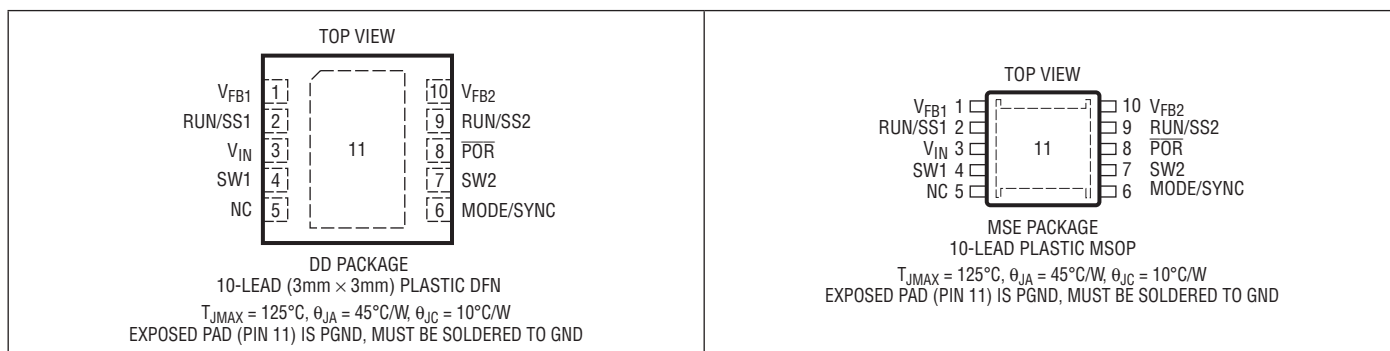 TOP VIEW
VFB1 1
RUN/SS1 2
VIN 3
SW1 4
NC 5
11
10 VFB2
9 RUN/SS2
8 POR
7 SW2
6 MODE/SYNC
DD PACKAGE
10-LEAD (3mm × 3mm) PLASTIC DFN
TJMAX = 125°C, θJA = 45°C/W, θJC = 10°C/W
EXPOSED PAD (PIN 11) IS PGND, MUST BE SOLDERED TO GND
TOP VIEW
VFB1 1
RUN/SS1 2
VIN 3
SW1 4
NC 5
11
10 VFB2
9 RUN/SS2
8 POR
7 SW2
6 MODE/SYNC
MSE PACKAGE
10-LEAD PLASTIC MSOP
TJMAX = 125°C, θJA = 45°C/W, θJC = 10°C/W
EXPOSED PAD (PIN 11) IS PGND, MUST BE SOLDERED TO GND